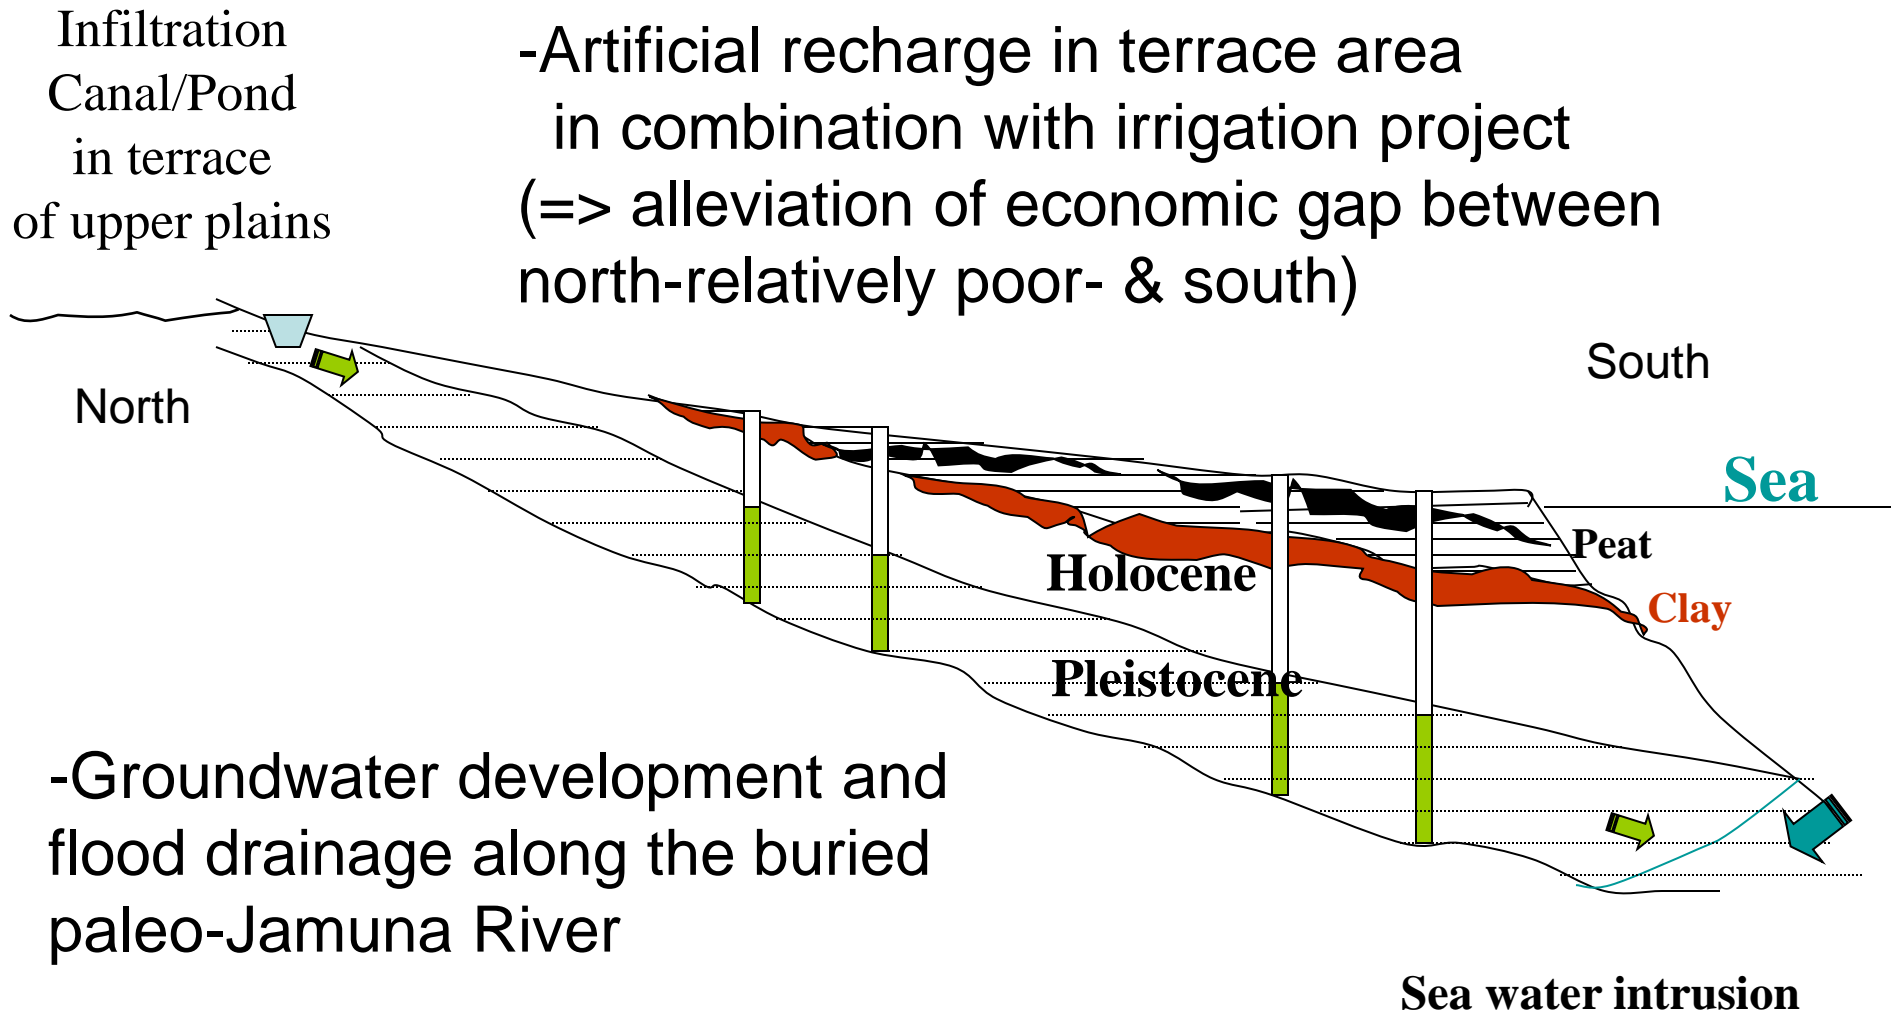 Infiltration
Canal/Pond
in terrace
of upper plains
-Artificial recharge in terrace area
in combination with irrigation project
(=> alleviation of economic gap between
north-relatively poor- & south)
North
South
Sea
Peat
Holocene
Clay
Pleistocene
-Groundwater development and
flood drainage along the buried
paleo-Jamuna River
Sea water intrusion